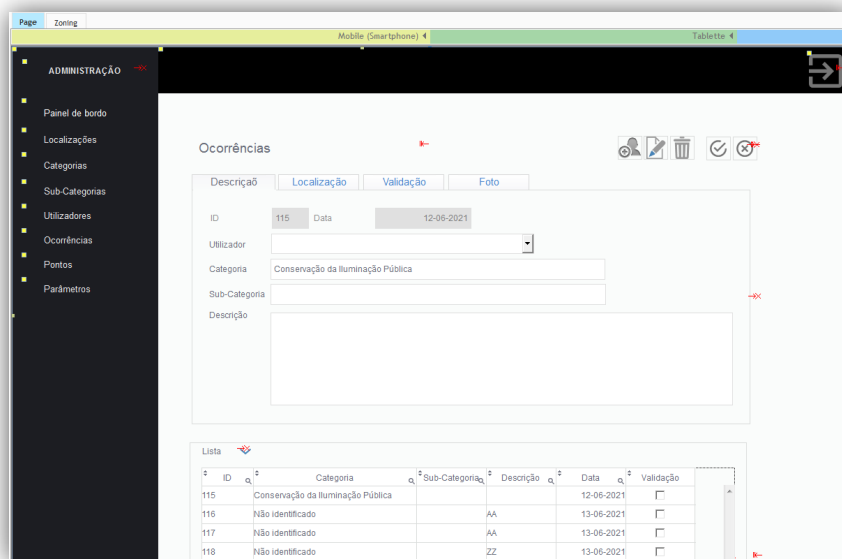 Page Zoning
Mobile (Smartphone) Tablette
ADMINISTRAÇÃO
Painel de bordo
Localizações
Categorias
Sub-Categorias
Utilizadores
Ocorrências
Pontos
Parâmetros
Ocorrências
Descriçaõ Localização Validação Foto
ID 115 Data 12-06-2021
Utilizador
Categoria Conservação da Iluminação Pública
Sub-Categoria
Descrição
Lista
ID Categoria Sub-Categoria Descrição Data Validação
115 Conservação da Iluminação Pública 12-06-2021
116 Não identificado AA 13-06-2021
117 Não identificado AA 13-06-2021
118 Não identificado ZZ 13-06-2021